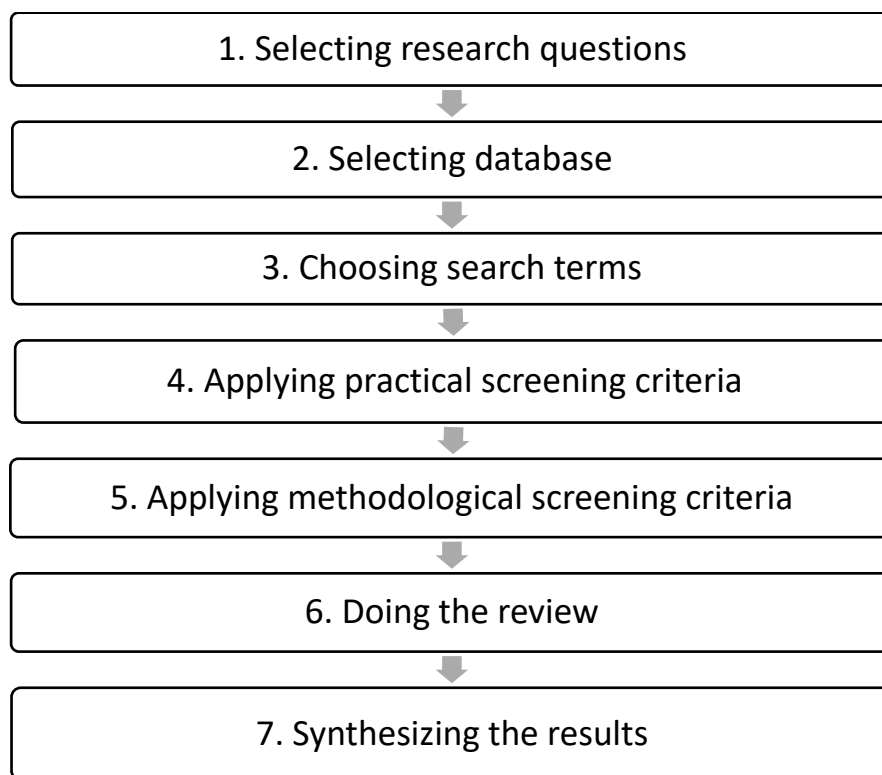 1. Selecting research questions
2. Selecting database
3. Choosing search terms
4. Applying practical screening criteria
5. Applying methodological screening criteria
6. Doing the review
7. Synthesizing the results